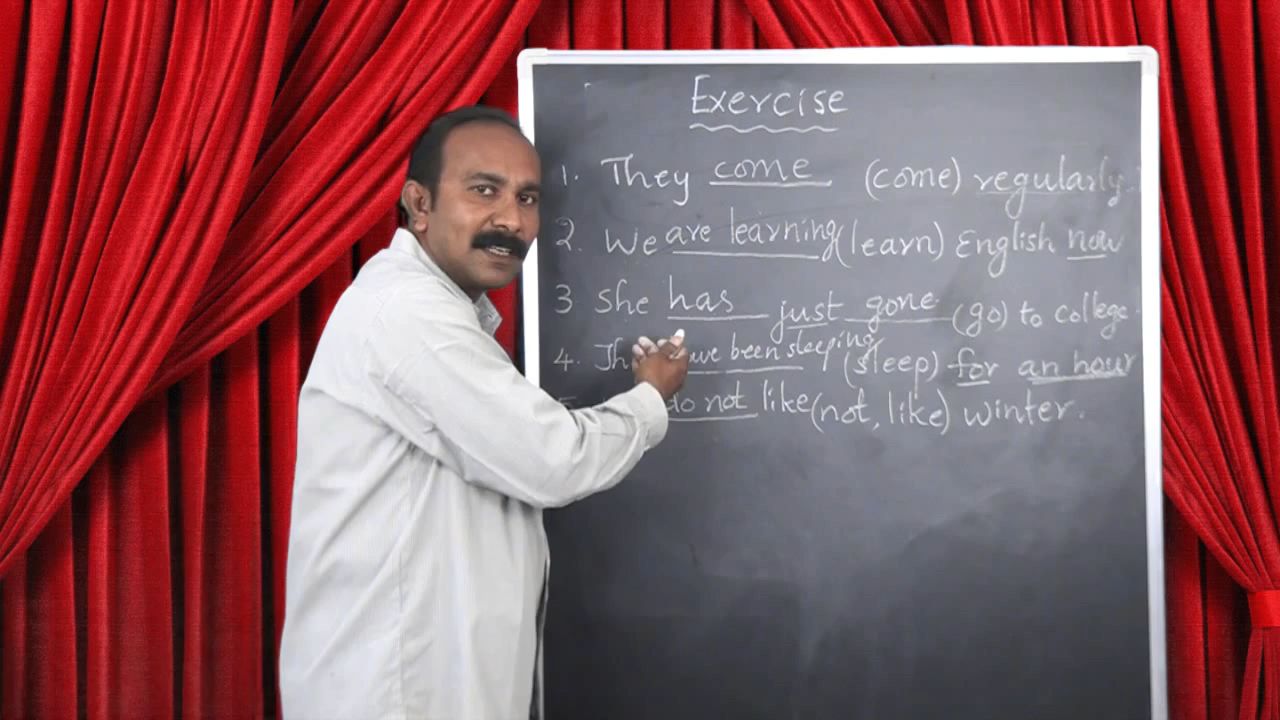 Exercise
1. They come (come) regularly.
2. We are learning (learn) English now
3 She has just gone (go) to college.
4. been sleeping (sleep) for an hour
do not like (not, like) winter.